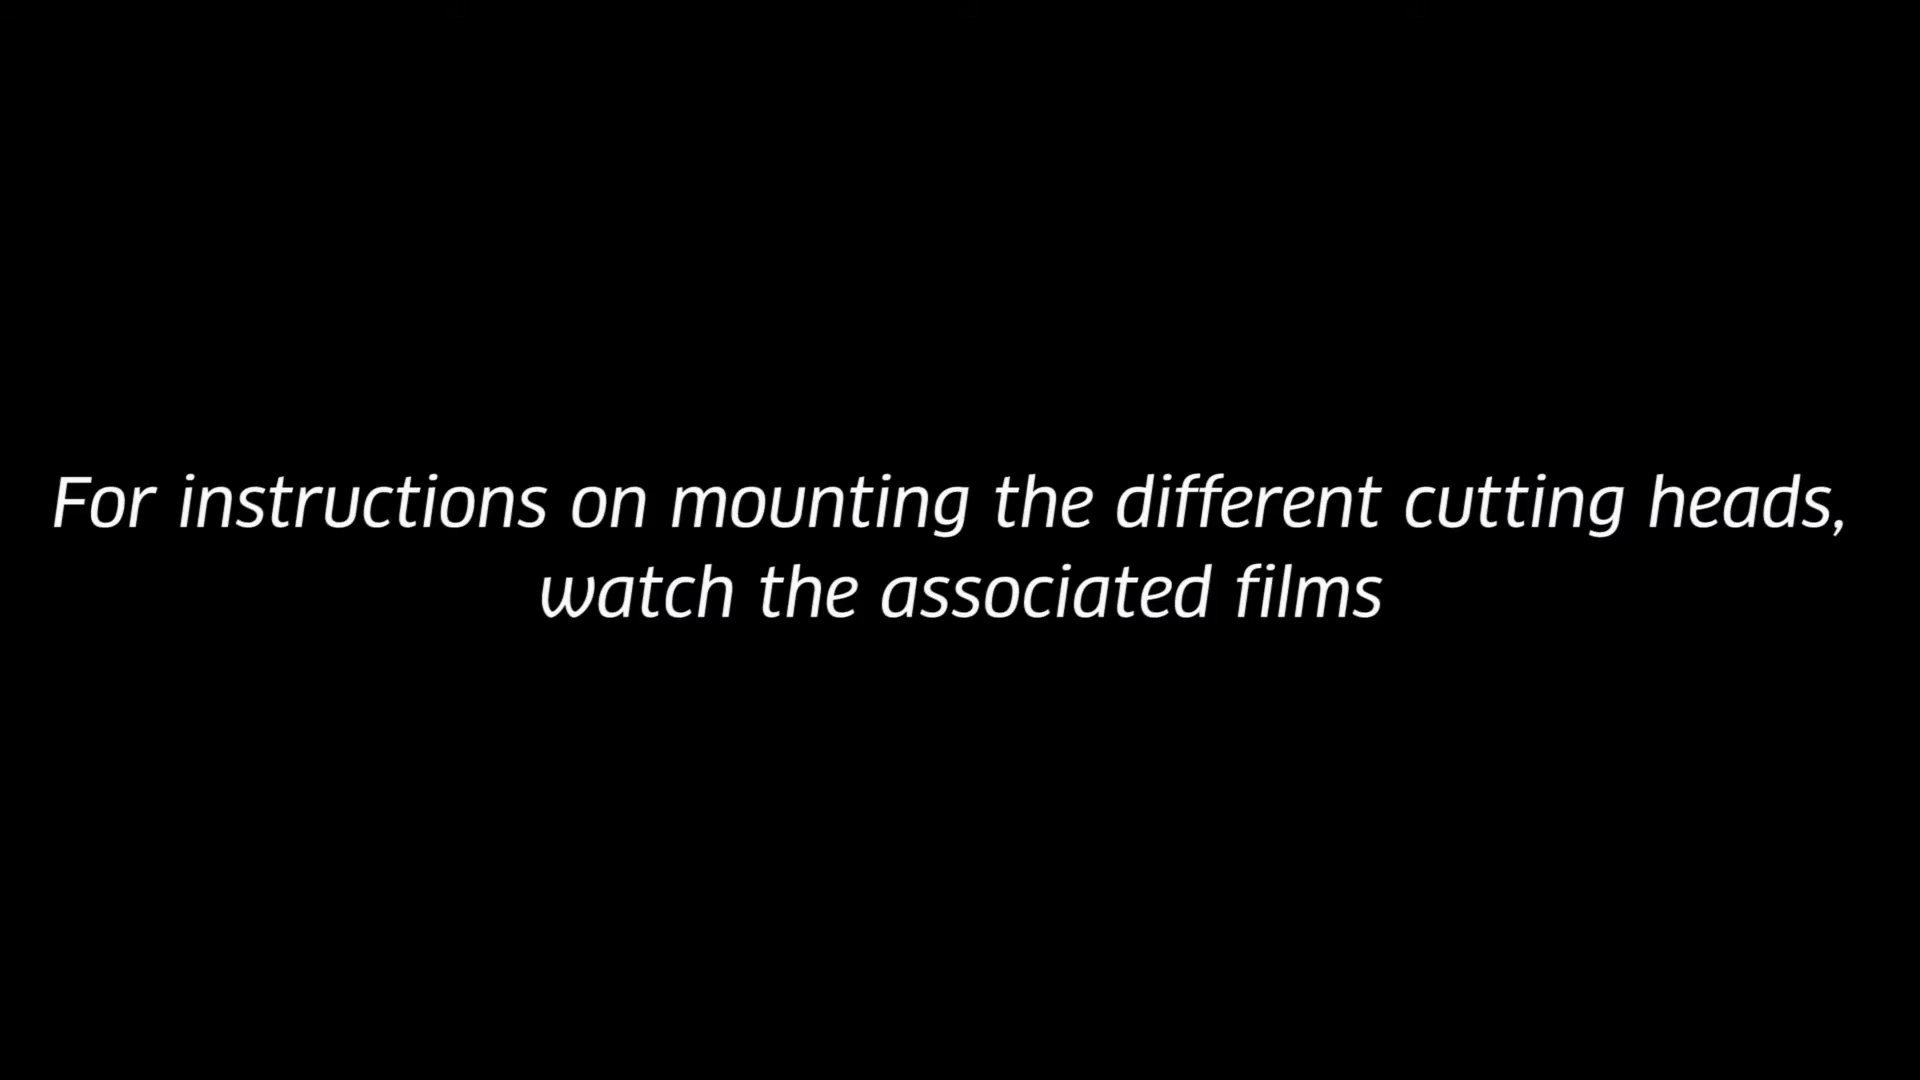 For instructions on mounting the different cutting heads,
watch the associated films